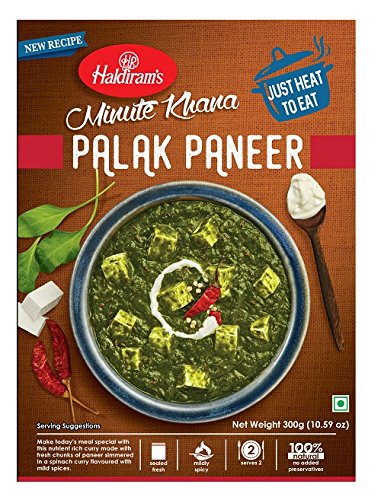 NEW RECIPE
HR
Haldiram's
Minute Khana
JUST HEAT
TO EAT
PALAK PANEER
Serving Suggestions
Net Weight 300g (10.59 oz)
Make today's meal special with
this nutrient rich curry made with
fresh chunks of paneer simmered
in a spinach curry flavoured with
mild spices.
sealed
fresh
mildly
spicy
2
serves 2
100%
natural
no added
preservatives